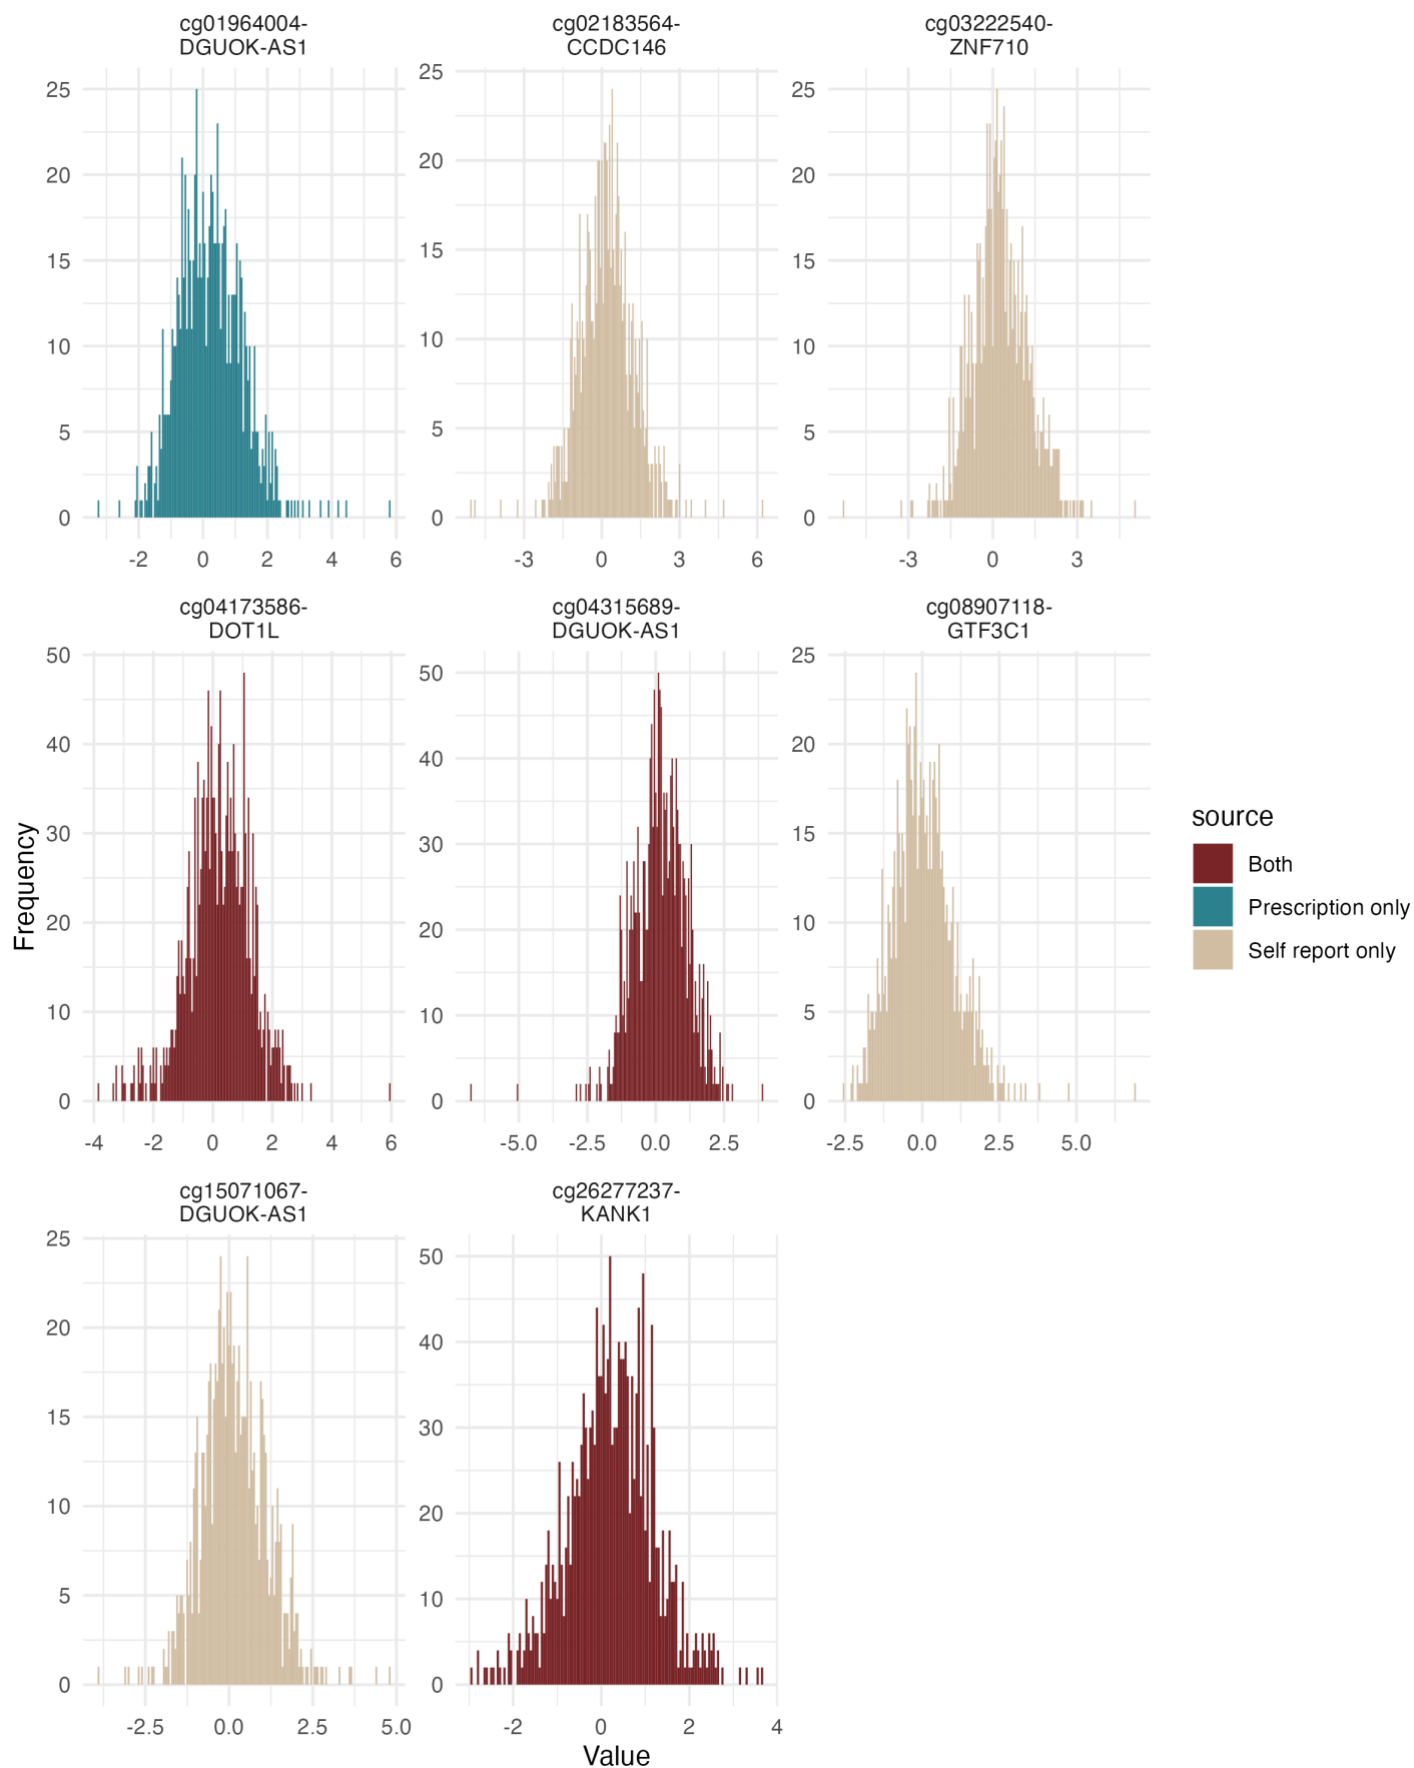 cg01964004-
DGUOK-AS1
cg02183564-
CCDC146
cg03222540-
ZNF710
25
20
15
10
5
0
-2 0 2 4 6
25
20
15
10
5
0
-3 0 3 6
25
20
15
10
5
0
-3 0 3
cg04173586-
DOT1L
cg04315689-
DGUOK-AS1
cg08907118-
GTF3C1
50
40
30
20
10
0
-4 -2 0 2 4 6
50
40
30
20
10
0
-5.0 -2.5 0.0 2.5
25
20
15
10
5
0
-2.5 0.0 2.5 5.0
cg15071067-
DGUOK-AS1
cg26277237-
KANK1
25
20
15
10
5
0
-2.5 0.0 2.5 5.0
50
40
30
20
10
0
-2 0 2 4
Frequency
Value
source
Both
Prescription only
Self report only